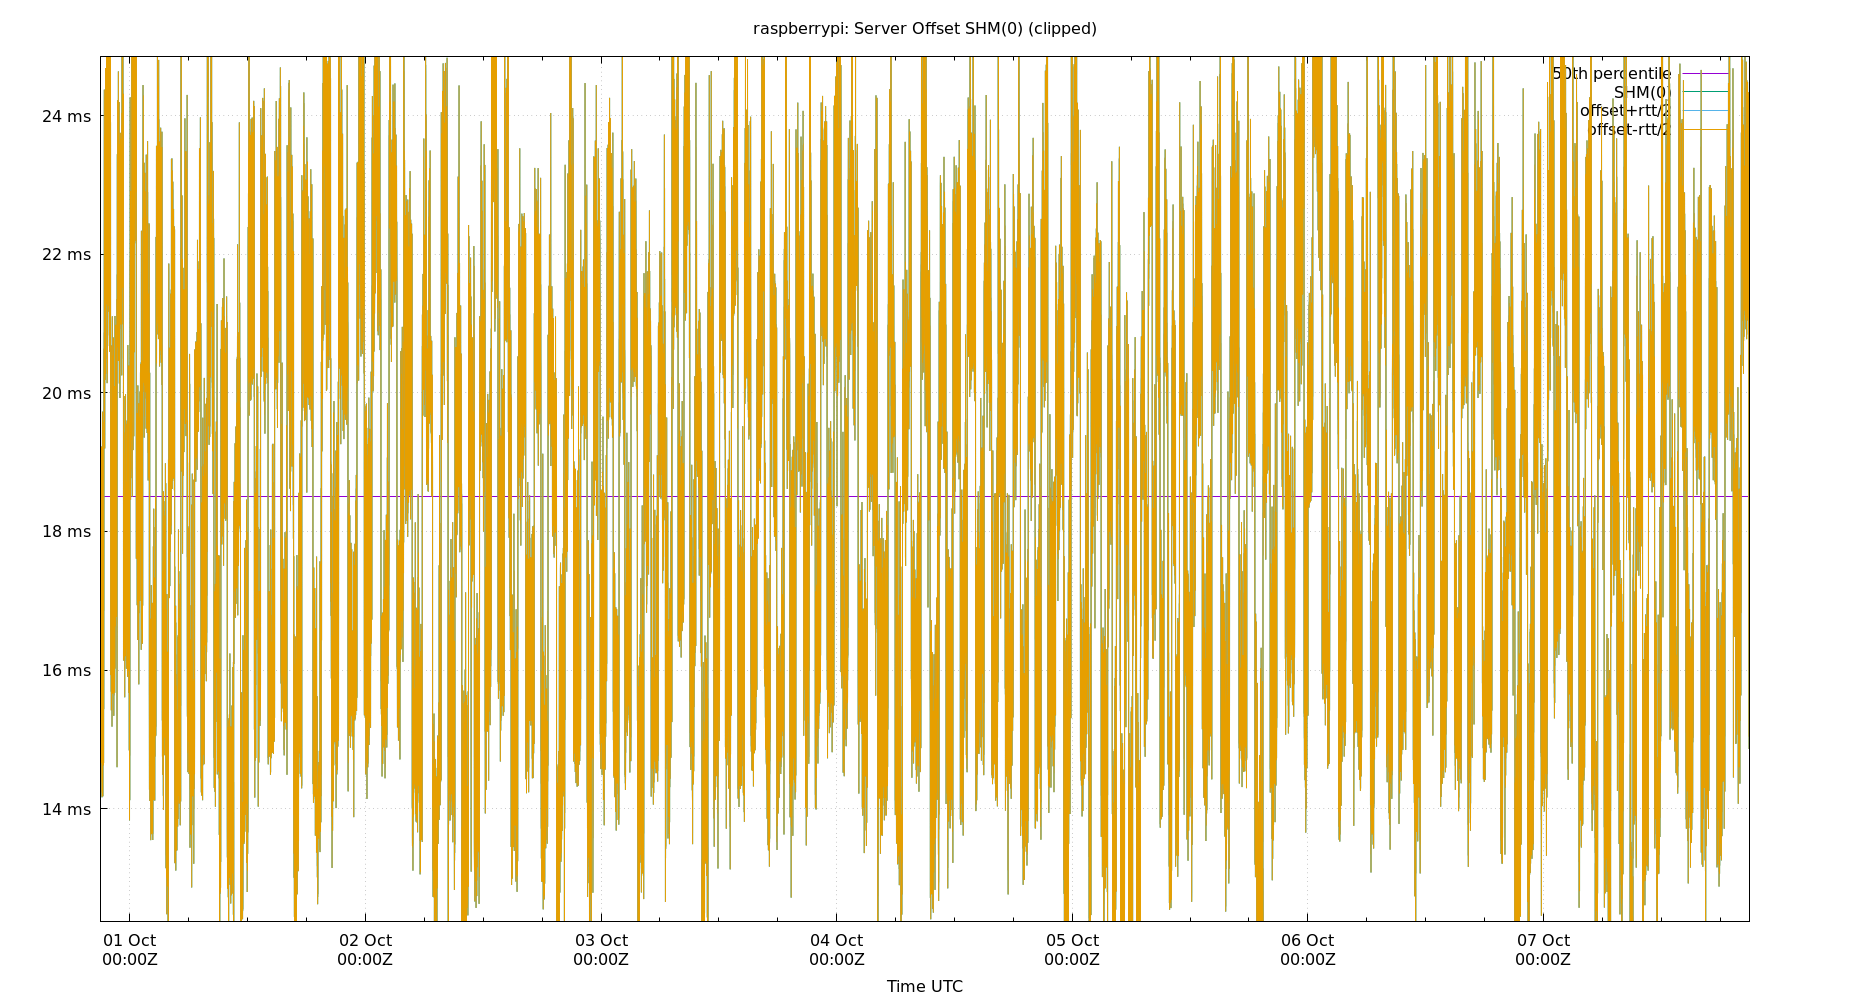 raspberrypi: Server Offset SHM(0) (clipped)
50th percentile
SHM(0)
offset+rtt/2
offset-rtt/2
24 ms
22 ms
20 ms
18 ms
16 ms
14 ms
01 Oct 02 Oct 03 Oct 04 Oct 05 Oct 06 Oct 07 Oct
00:00Z 00:00Z 00:00Z 00:00Z 00:00Z 00:00Z 00:00Z
Time UTC